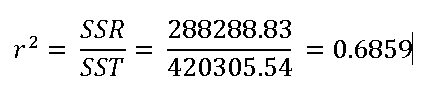 r² = SSR/SST = 288288.83/420305.54 = 0.6859